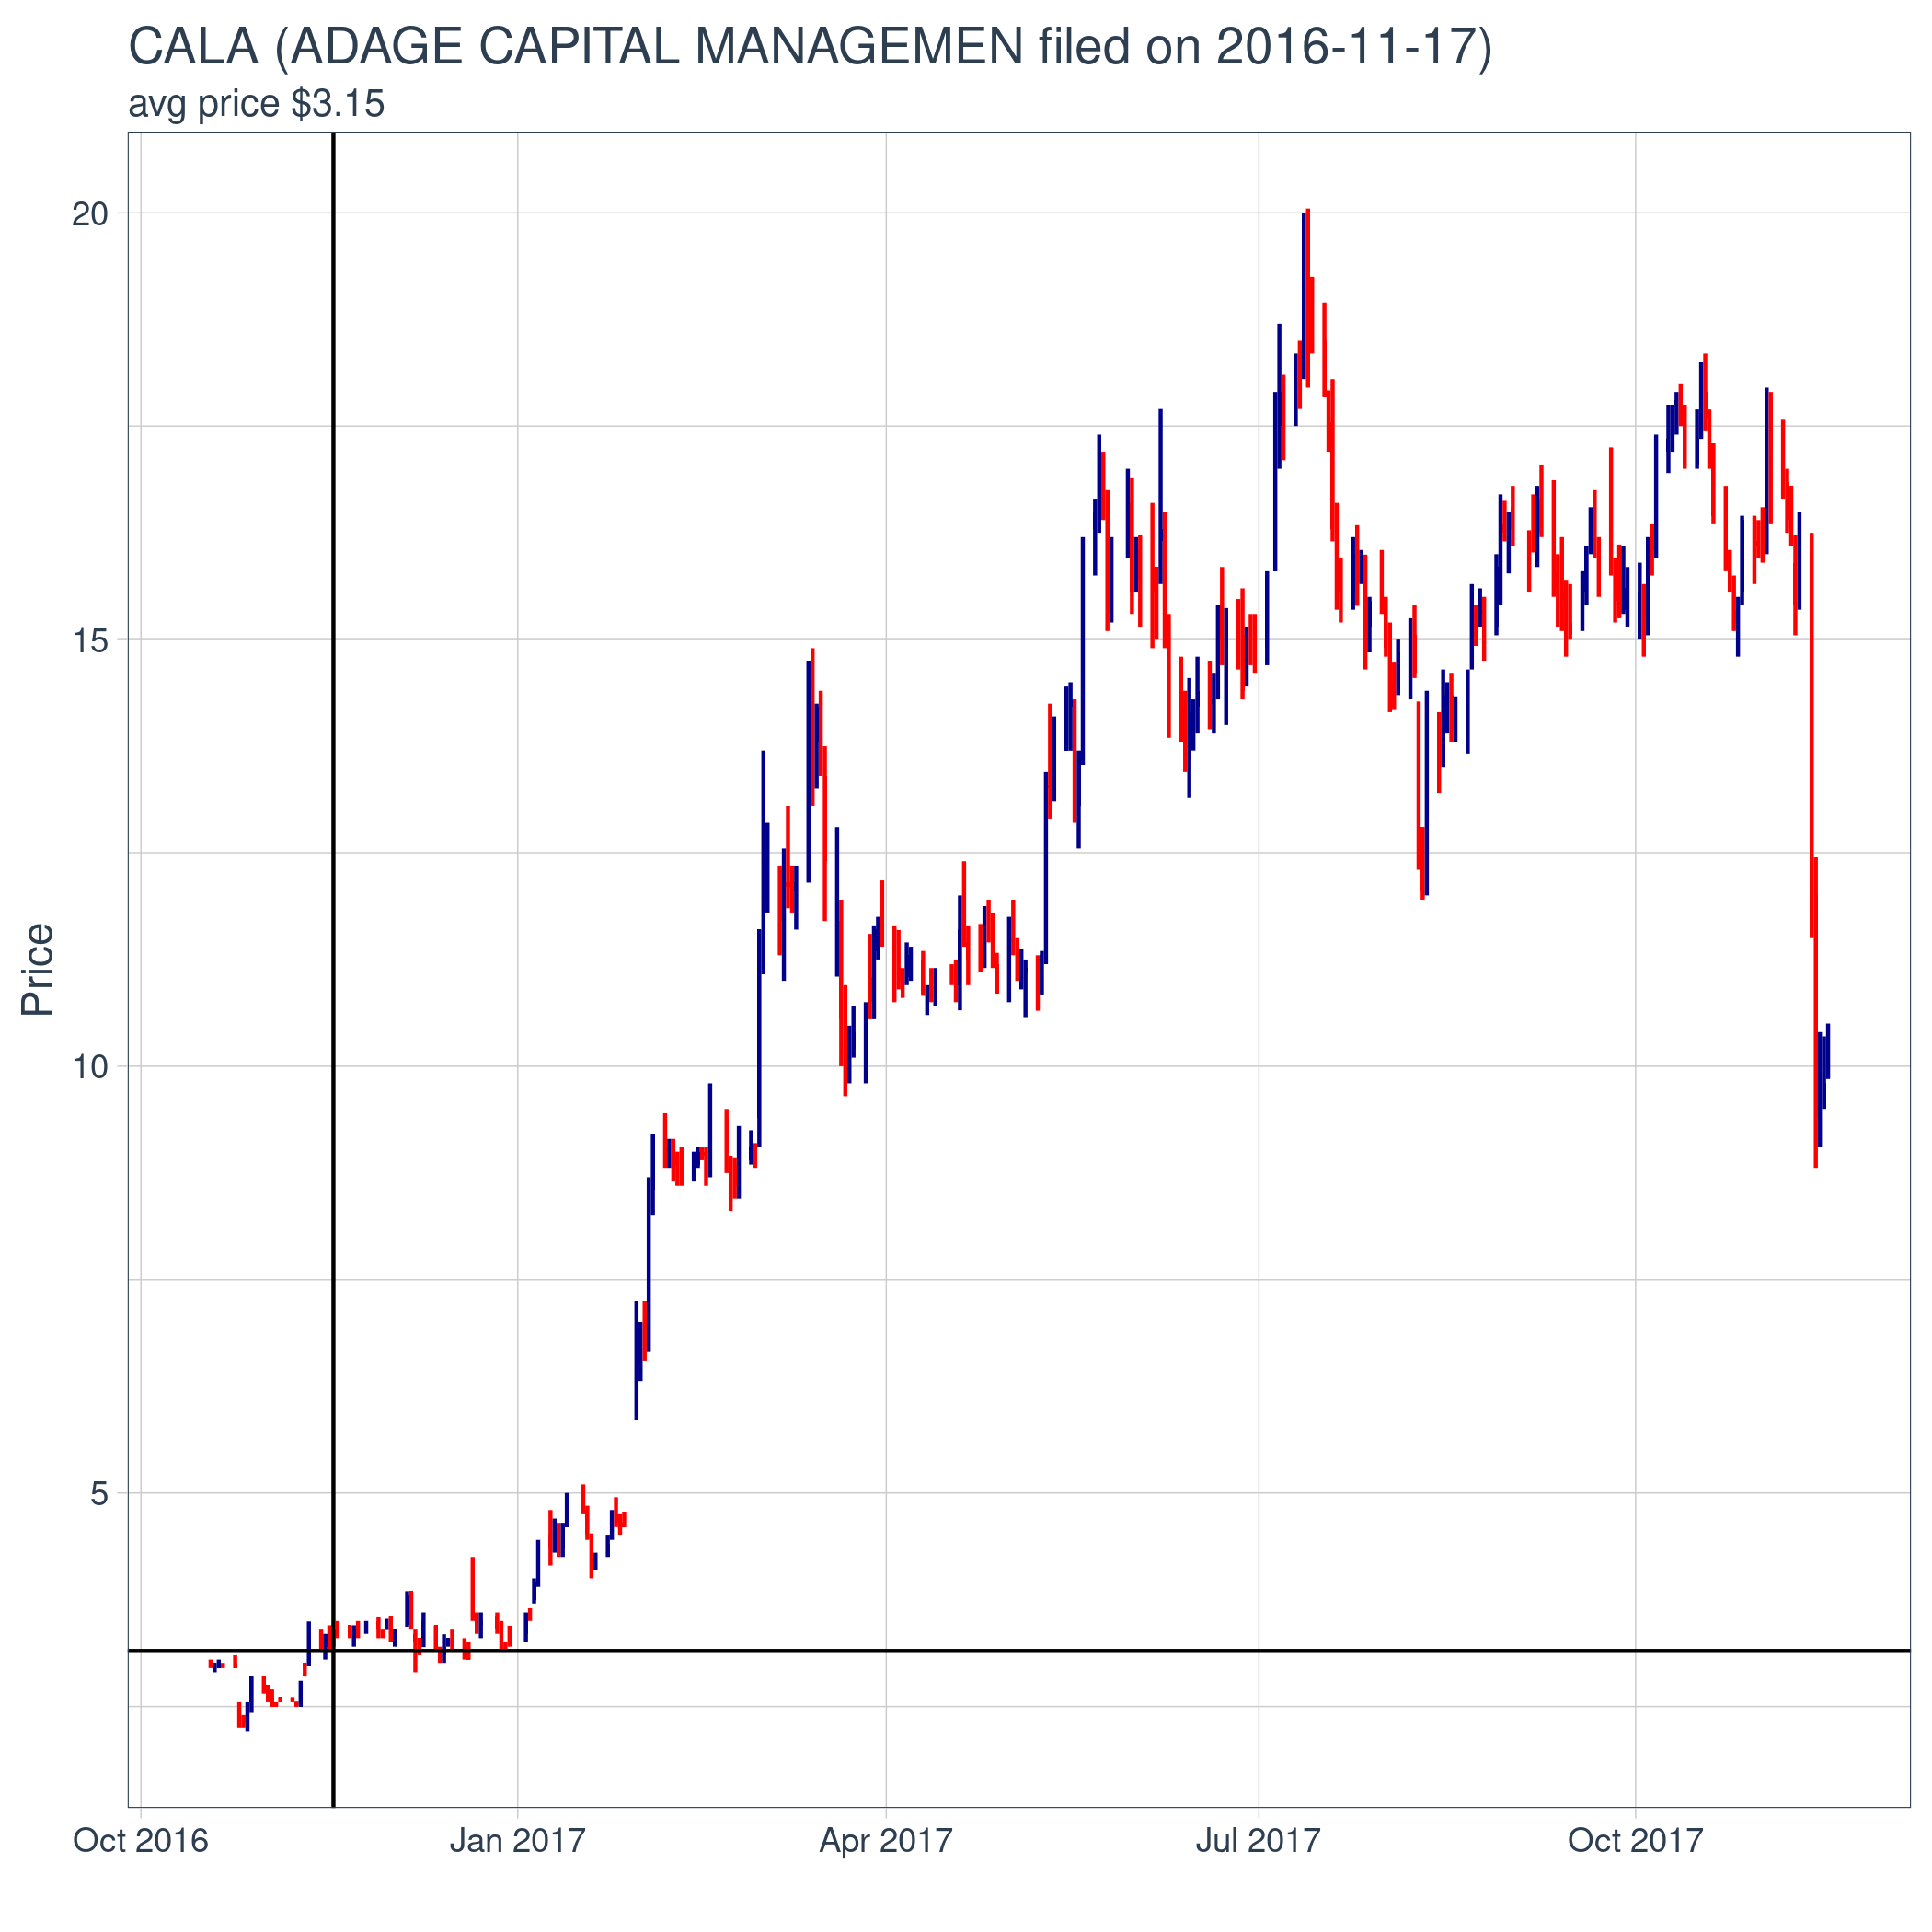 CALA (ADAGE CAPITAL MANAGEMEN filed on 2016-11-17)
avg price $3.15
20
15
10
5
Price
Oct 2016 Jan 2017 Apr 2017 Jul 2017 Oct 2017